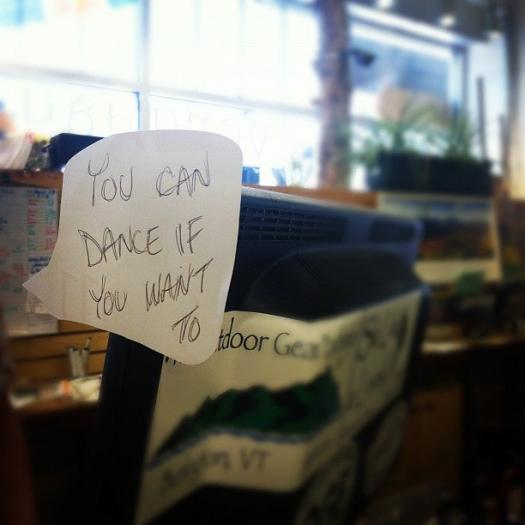 YOU CAN
DANCE IF
YOU WANT
TO
Outdoor Gear
VT